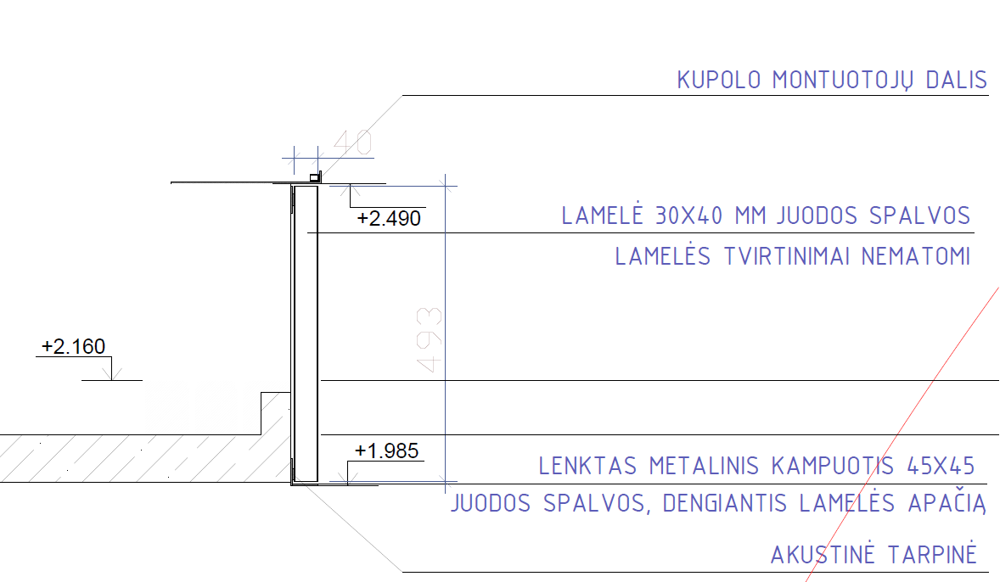 KUPOLO MONTUOTOJŲ DALIS
40
+2.490
LAMELĖ 30X40 MM JUODOS SPALVOS
LAMELĖS TVIRTINIMAI NEMATOMI
493
+2.160
+1.985
LENKTAS METALINIS KAMPUOTIS 45X45
JUODOS SPALVOS, DENGIANTIS LAMELĖS APAČIĄ
AKUSTINĖ TARPINĖ